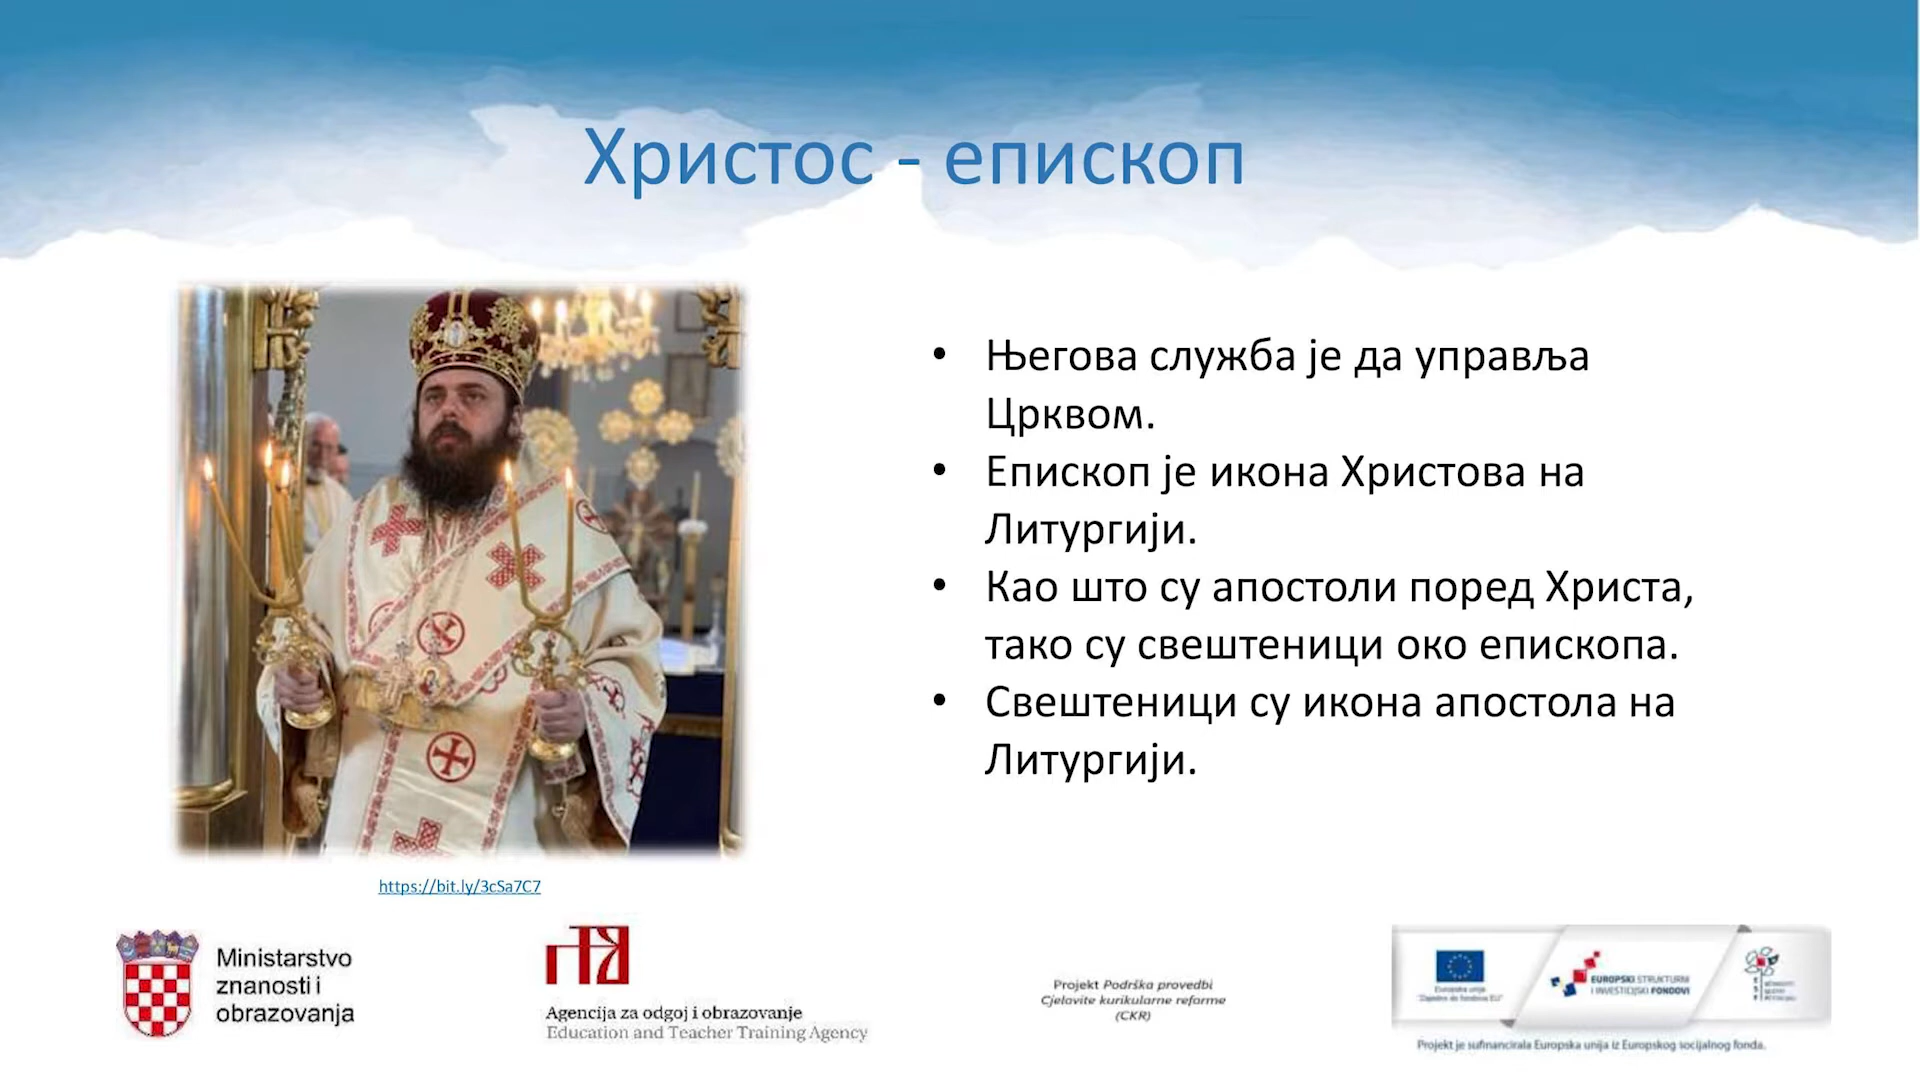 Христос - епископ
• Његова служба је да управља
Црквом.
• Епископ је икона Христова на
Литургији.
• Као што су апостоли поред Христа,
тако су свештеници око епископа.
• Свештеници су икона апостола на
Литургији.
https://bit.ly/3cSa7C7
Ministarstvo
znanosti i
obrazovanja
Agencija za odgoj i obrazovanje
Education and Teacher Training Agency
Projekt Podrška provedbi
Cjelovite kurikularne reforme
(CKR)
EUROPSKI STRUKTURNI
I INVESTICIJSKI FONDOVI
Projekt je sufinancirala Europska unija iz Europskog socijalnog fonda.